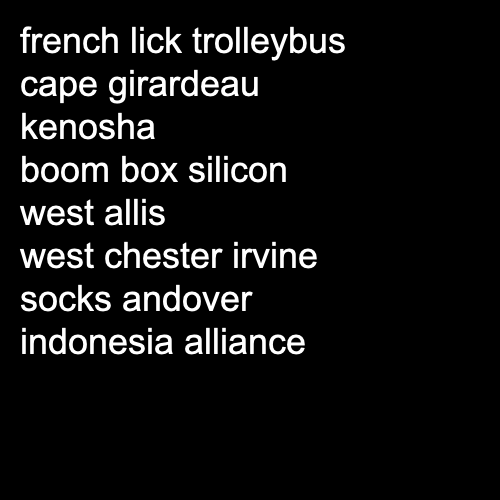 french lick trolleybus
cape girardeau
kenosha
boom box silicon
west allis
west chester irvine
socks andover
indonesia alliance